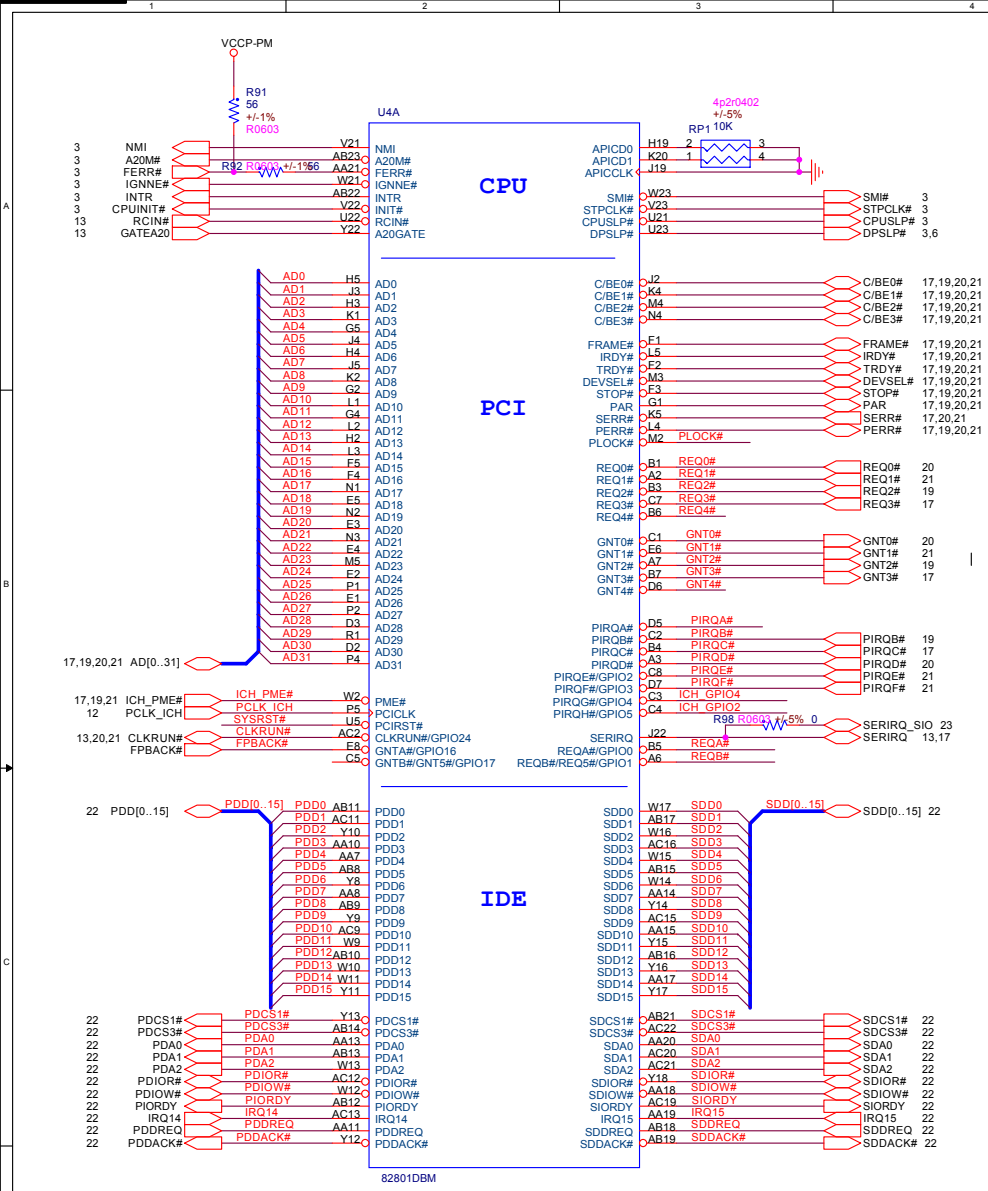 1 2 3 4
VCCP-PM
R91
56
+/-1%
R0603
U4A
4p2r0402
+/-5%
RP1 10K
3 NMI V21 NMI
3 A20M# AB23 A20M#
3 FERR# R92 R0603 +/-1% 56 AA21 FERR#
3 IGNNE# W21 IGNNE#
3 INTR AB22 INTR
3 CPUINIT# V22 INIT#
13 RCIN# U22 RCIN#
13 GATEA20 Y22 A20GATE
CPU
APICD0 H19 2 3
APICD1 K20 1 4
APICCLK J19
SMI# W23 SMI# 3
STPCLK# V23 STPCLK# 3
CPUSLP# U21 CPUSLP# 3
DPSLP# U23 DPSLP# 3,6
A
AD0 H5 AD0
AD1 J3 AD1
AD2 H3 AD2
AD3 K1 AD3
AD4 G5 AD4
AD5 J4 AD5
AD6 H4 AD6
AD7 J5 AD7
AD8 K2 AD8
AD9 G2 AD9
AD10 L1 AD10
AD11 G4 AD11
AD12 L2 AD12
AD13 H2 AD13
AD14 L3 AD14
AD15 F5 AD15
AD16 F4 AD16
AD17 N1 AD17
AD18 E5 AD18
AD19 N2 AD19
AD20 E3 AD20
AD21 N3 AD21
AD22 E4 AD22
AD23 M5 AD23
AD24 E2 AD24
AD25 P1 AD25
AD26 E1 AD26
AD27 P2 AD27
AD28 D3 AD28
AD29 R1 AD29
AD30 D2 AD30
AD31 P4 AD31
17,19,20,21 AD[0..31]
PCI
C/BE0# J2 C/BE0# 17,19,20,21
C/BE1# K4 C/BE1# 17,19,20,21
C/BE2# M4 C/BE2# 17,19,20,21
C/BE3# N4 C/BE3# 17,19,20,21
FRAME# F1 FRAME# 17,19,20,21
IRDY# L5 IRDY# 17,19,20,21
TRDY# F2 TRDY# 17,19,20,21
DEVSEL# M3 DEVSEL# 17,19,20,21
STOP# F3 STOP# 17,19,20,21
PAR G1 PAR 17,19,20,21
SERR# K5 SERR# 17,20,21
PERR# L4 PERR# 17,19,20,21
PLOCK# M2 PLOCK#
REQ0# B1 REQ0# REQ0# 20
REQ1# A2 REQ1# REQ1# 21
REQ2# B3 REQ2# REQ2# 19
REQ3# C7 REQ3# REQ3# 17
REQ4# B6 REQ4#
GNT0# C1 GNT0# GNT0# 20
GNT1# E6 GNT1# GNT1# 21
GNT2# A7 GNT2# GNT2# 19
GNT3# B7 GNT3# GNT3# 17
GNT4# D6 GNT4#
B
PIRQA# D5 PIRQA#
PIRQB# C2 PIRQB# PIRQB# 19
PIRQC# B4 PIRQC# PIRQC# 17
PIRQD# A3 PIRQD# PIRQD# 20
PIRQE#/GPIO2 C8 PIRQE# PIRQE# 21
PIRQF#/GPIO3 D7 PIRQF# PIRQF# 21
PIRQG#/GPIO4 C3 ICH_GPIO4
PIRQH#/GPIO5 C4 ICH_GPIO2
R98 R0603 +/-5% 0 SERIRQ_SIO 23
SERIRQ J22 SERIRQ 13,17
REQA#/GPIO0 B5 REQA#
REQB#/REQ5#/GPIO1 A6 REQB#
17,19,21 ICH_PME# ICH_PME# W2 PME#
12 PCLK_ICH PCLK_ICH P5 PCICLK
SYSRST# U5 PCIRST#
13,20,21 CLKRUN# CLKRUN# AC2 CLKRUN#/GPIO24
FPBACK# FPBACK# E8 GNTA#/GPIO16
C5 GNTB#/GNT5#/GPIO17
22 PDD[0..15] PDD[0..15]
PDD0 AB11 PDD0
PDD1 AC11 PDD1
PDD2 Y10 PDD2
PDD3 AA10 PDD3
PDD4 AA7 PDD4
PDD5 AB8 PDD5
PDD6 Y8 PDD6
PDD7 AA8 PDD7
PDD8 AB9 PDD8
PDD9 Y9 PDD9
PDD10 AC9 PDD10
PDD11 W9 PDD11
PDD12 AB10 PDD12
PDD13 W10 PDD13
PDD14 W11 PDD14
PDD15 Y11 PDD15
IDE
SDD[0..15] SDD[0..15] 22
SDD0 W17 SDD0
SDD1 AB17 SDD1
SDD2 W16 SDD2
SDD3 AC16 SDD3
SDD4 W15 SDD4
SDD5 AB15 SDD5
SDD6 W14 SDD6
SDD7 AA14 SDD7
SDD8 Y14 SDD8
SDD9 AC15 SDD9
SDD10 AA15 SDD10
SDD11 Y15 SDD11
SDD12 AB16 SDD12
SDD13 Y16 SDD13
SDD14 AA17 SDD14
SDD15 Y17 SDD15
C
22 PDCS1# PDCS1# Y13 PDCS1#
22 PDCS3# PDCS3# AB14 PDCS3#
22 PDA0 PDA0 AA13 PDA0
22 PDA1 PDA1 AB13 PDA1
22 PDA2 PDA2 W13 PDA2
22 PDIOR# PDIOR# AC12 PDIOR#
22 PDIOW# PDIOW# W12 PDIOW#
22 PIORDY PIORDY AB12 PIORDY
22 IRQ14 IRQ14 AC13 IRQ14
22 PDDREQ PDDREQ AA11 PDDREQ
22 PDDACK# PDDACK# Y12 PDDACK#
SDCS1# AB21 SDCS1# SDCS1# 22
SDCS3# AC22 SDCS3# SDCS3# 22
SDA0 AA20 SDA0 SDA0 22
SDA1 AC20 SDA1 SDA1 22
SDA2 AC21 SDA2 SDA2 22
SDIOR# Y18 SDIOR# SDIOR# 22
SDIOW# AA18 SDIOW# SDIOW# 22
SIORDY AC19 SIORDY SIORDY 22
IRQ15 AA19 IRQ15 IRQ15 22
SDDREQ AB18 SDDREQ SDDREQ 22
SDDACK# AB19 SDDACK# SDDACK# 22
82801DBM